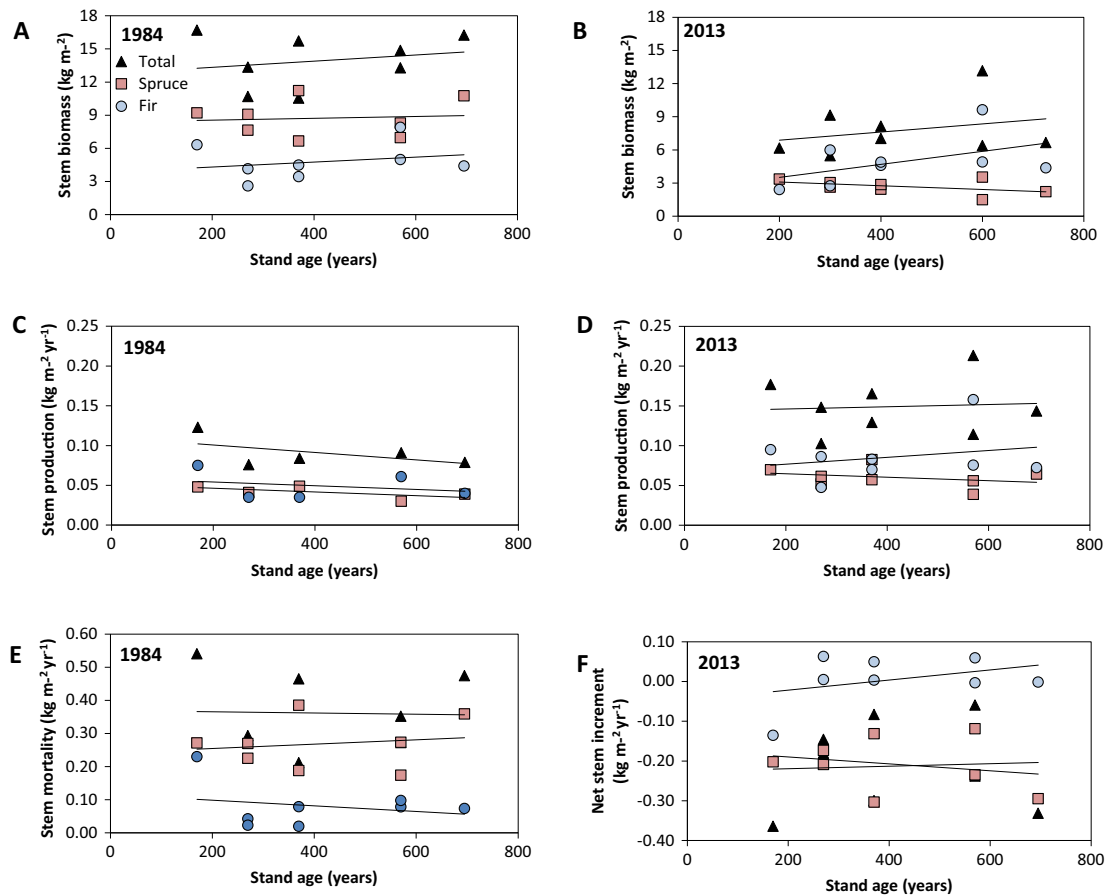 A
1984
Stem biomass (kg m-2)
18
15
12
9
6
3
0
Total
Spruce
Fir
0 200 400 600 800
Stand age (years)
B
2013
Stem biomass (kg m-2)
18
15
12
9
6
3
0
0 200 400 600 800
Stand age (years)
C
1984
Stem production (kg m-2 yr-1)
0.25
0.20
0.15
0.10
0.05
0.00
0 200 400 600 800
Stand age (years)
D
2013
Stem production (kg m-2 yr-1)
0.25
0.20
0.15
0.10
0.05
0.00
0 200 400 600 800
Stand age (years)
E
1984
Stem mortality (kg m-2 yr-1)
0.60
0.50
0.40
0.30
0.20
0.10
0.00
0 200 400 600 800
Stand age (years)
F
2013
Net stem increment
(kg m-2 yr-1)
0.10
0.00
-0.10
-0.20
-0.30
-0.40
0 200 400 600 800
Stand age (years)